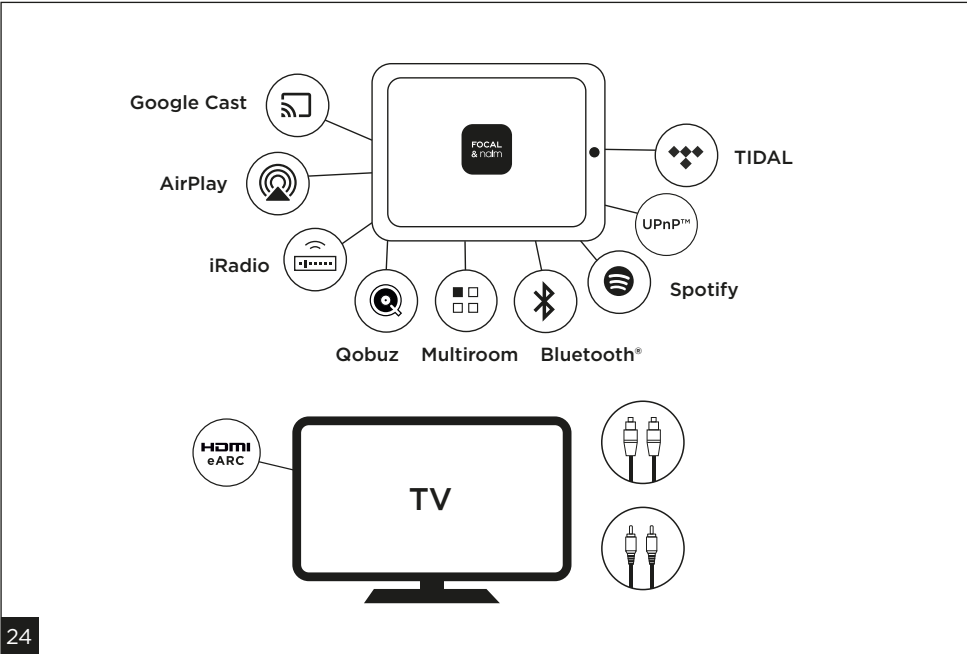 Google Cast
FOCAL
& naim
TIDAL
AirPlay
UPnP™
iRadio
Spotify
Qobuz Multiroom Bluetooth®
HDMI
eARC
TV
24